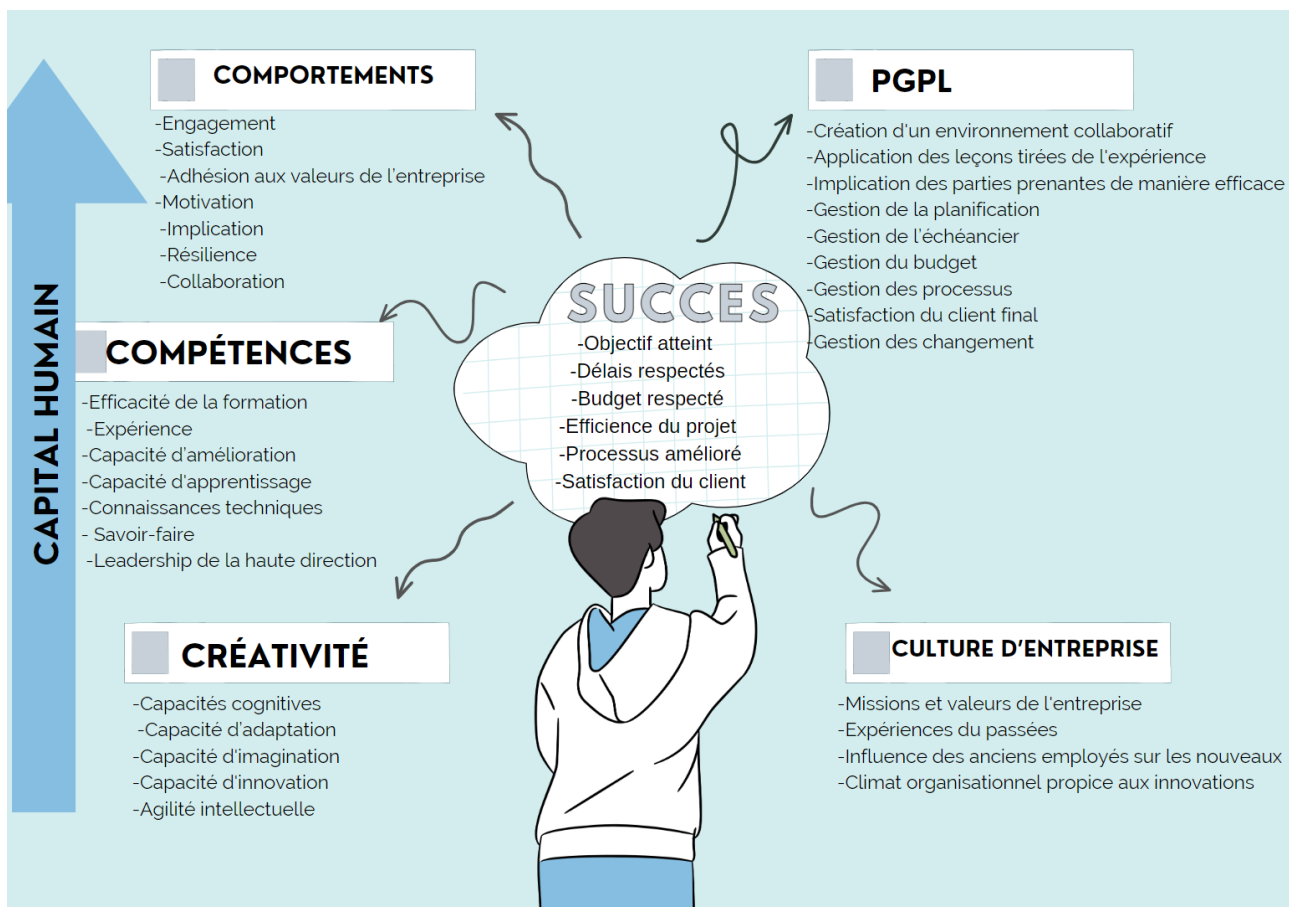 CAPITAL HUMAIN
COMPORTEMENTS
-Engagement
-Satisfaction
-Adhésion aux valeurs de l'entreprise
-Motivation
-Implication
-Résilience
-Collaboration
COMPÉTENCES
-Efficacité de la formation
-Expérience
-Capacité d'amélioration
-Capacité d'apprentissage
-Connaissances techniques
- Savoir-faire
-Leadership de la haute direction
CRÉATIVITÉ
-Capacités cognitives
-Capacité d'adaptation
-Capacité d'imagination
-Capacité d'innovation
-Agilité intellectuelle
SUCCES
-Objectif atteint
-Délais respectés
-Budget respecté
-Efficience du projet
-Processus amélioré
-Satisfaction du client
PGPL
-Création d'un environnement collaboratif
-Application des leçons tirées de l'expérience
-Implication des parties prenantes de manière efficace
-Gestion de la planification
-Gestion de l'échéancier
-Gestion du budget
-Gestion des processus
-Satisfaction du client final
-Gestion des changement
CULTURE D'ENTREPRISE
-Missions et valeurs de l'entreprise
-Expériences du passées
-Influence des anciens employés sur les nouveaux
-Climat organisationnel propice aux innovations